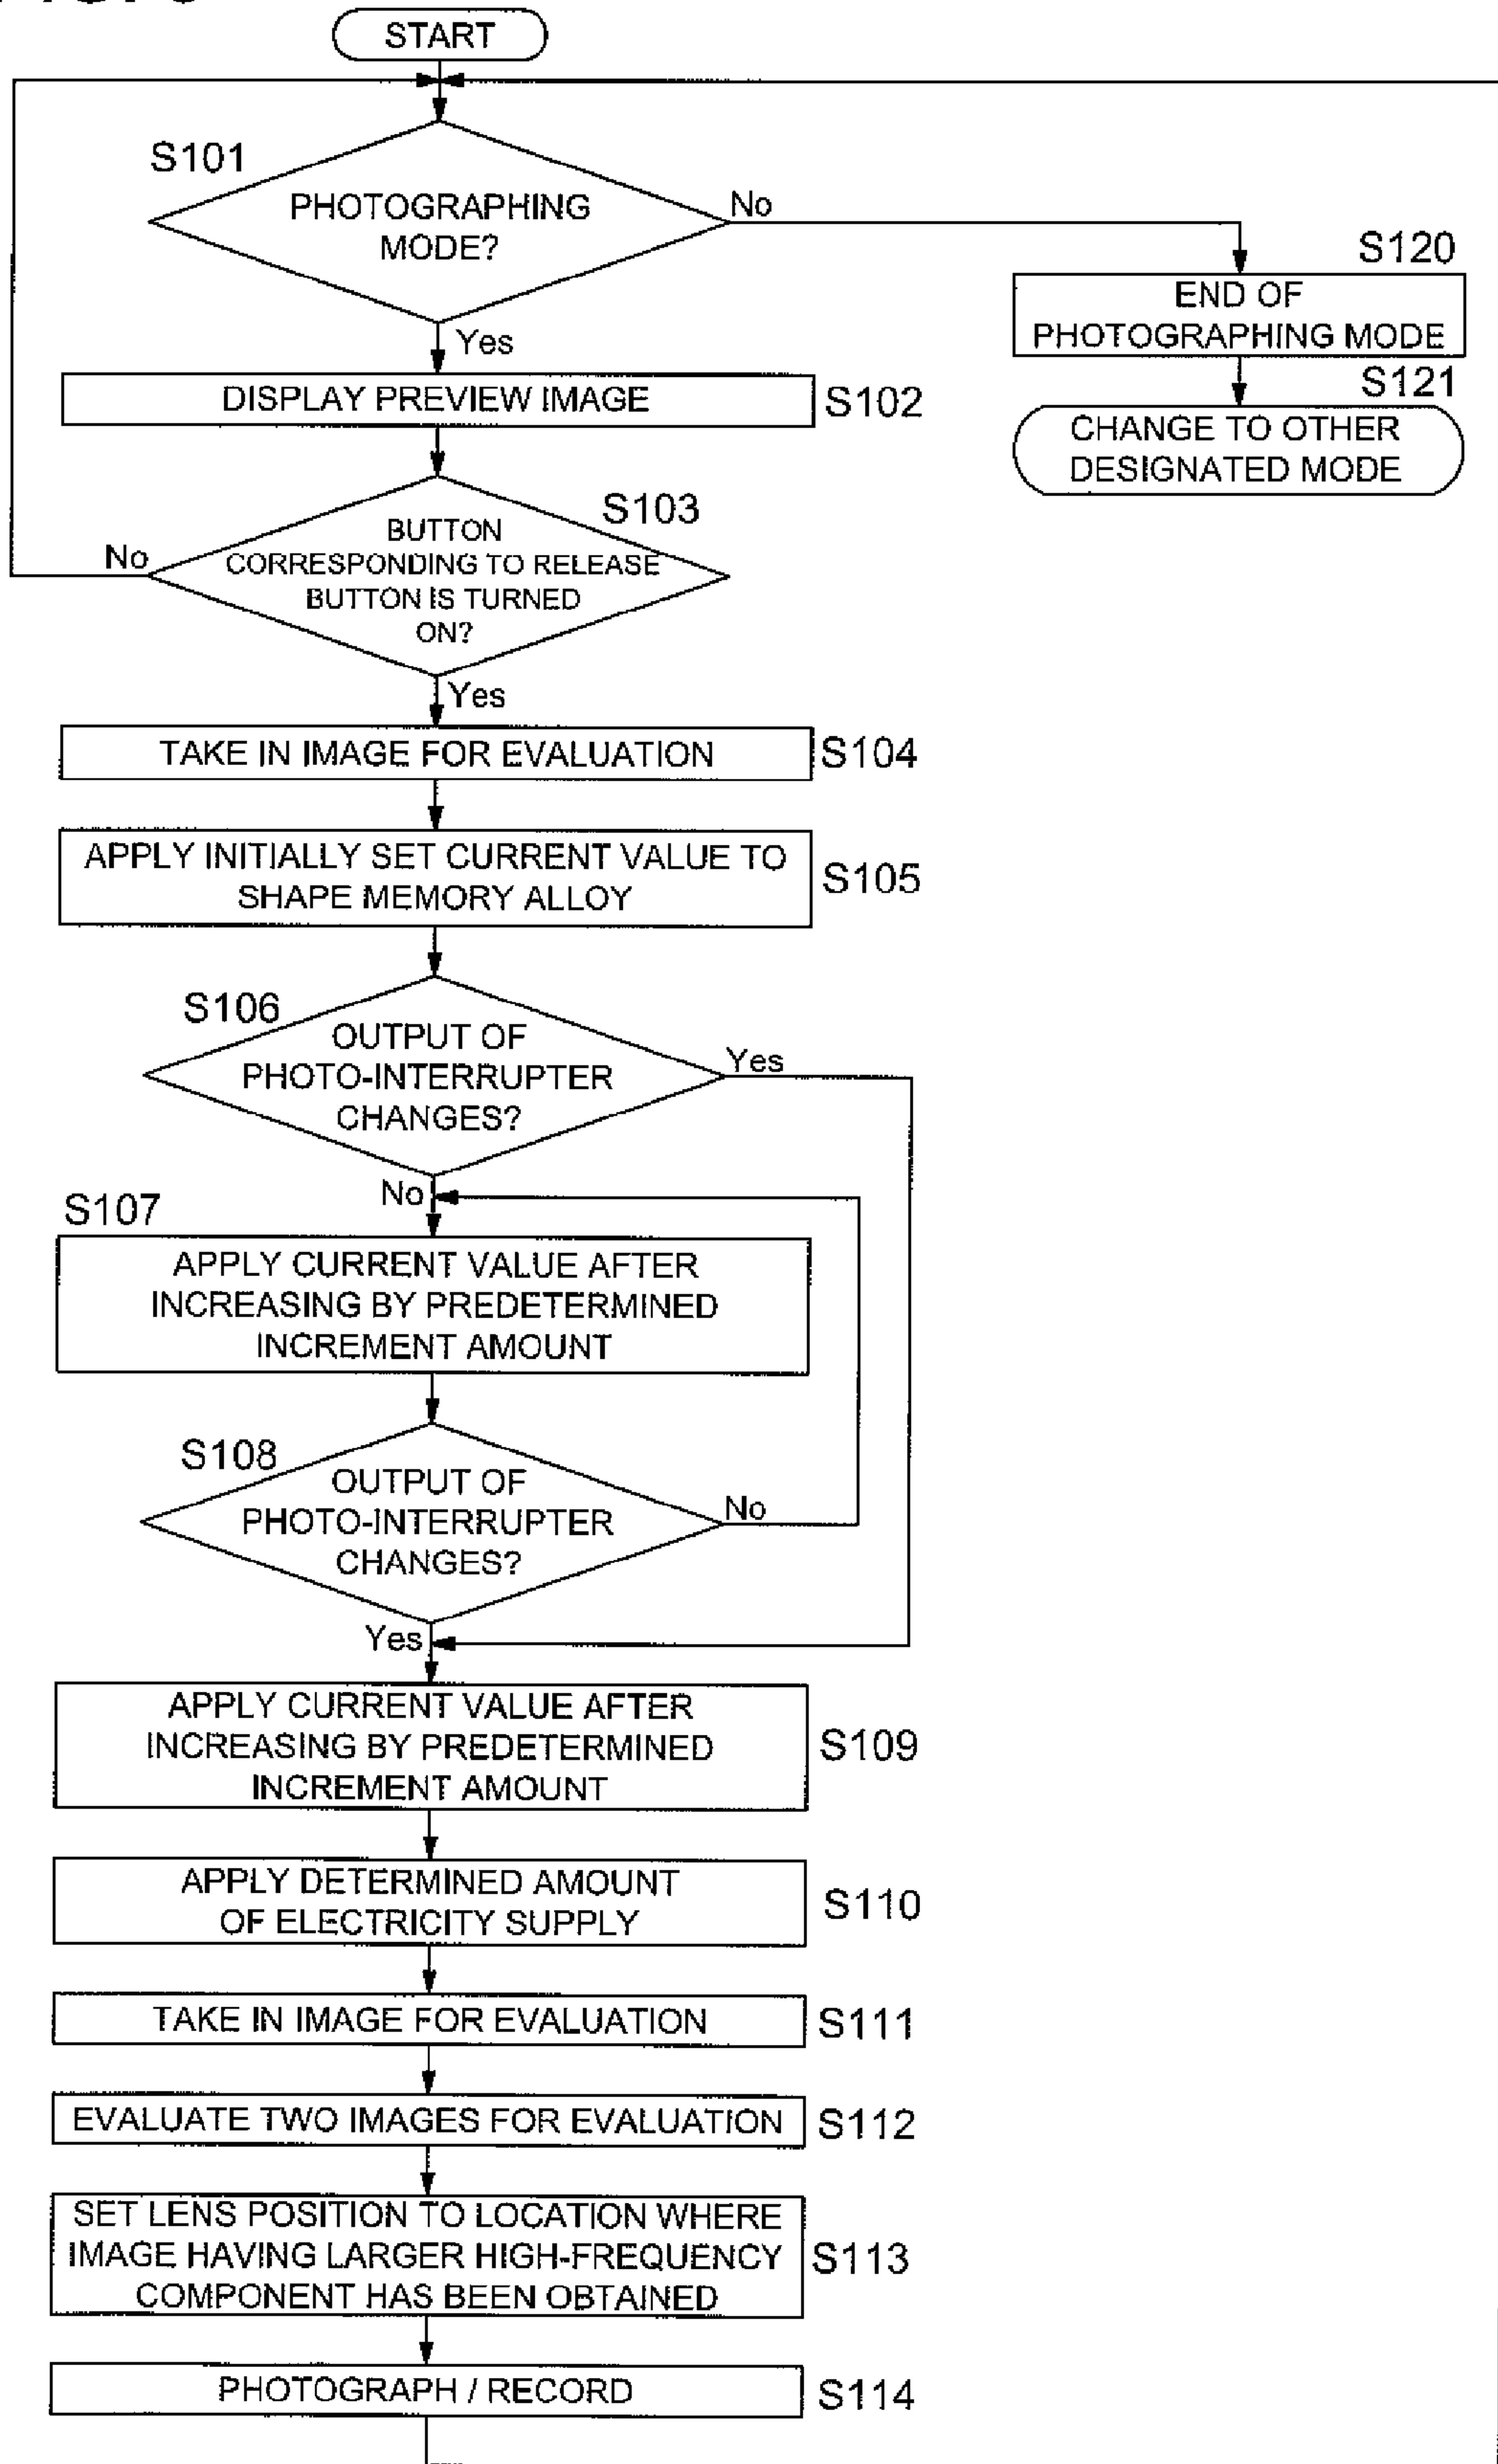 START
S101
PHOTOGRAPHING
MODE?
No
Yes
S120
END OF
PHOTOGRAPHING MODE
S121
CHANGE TO OTHER
DESIGNATED MODE
DISPLAY PREVIEW IMAGE
S102
S103
BUTTON
CORRESPONDING TO RELEASE
BUTTON IS TURNED
ON?
No
Yes
TAKE IN IMAGE FOR EVALUATION
S104
APPLY INITIALLY SET CURRENT VALUE TO
SHAPE MEMORY ALLOY
S105
S106
OUTPUT OF
PHOTO-INTERRUPTER
CHANGES?
Yes
No
S107
APPLY CURRENT VALUE AFTER
INCREASING BY PREDETERMINED
INCREMENT AMOUNT
S108
OUTPUT OF
PHOTO-INTERRUPTER
CHANGES?
No
Yes
APPLY CURRENT VALUE AFTER
INCREASING BY PREDETERMINED
INCREMENT AMOUNT
S109
APPLY DETERMINED AMOUNT
OF ELECTRICITY SUPPLY
S110
TAKE IN IMAGE FOR EVALUATION
S111
EVALUATE TWO IMAGES FOR EVALUATION
S112
SET LENS POSITION TO LOCATION WHERE
IMAGE HAVING LARGER HIGH-FREQUENCY
COMPONENT HAS BEEN OBTAINED
S113
PHOTOGRAPH / RECORD
S114